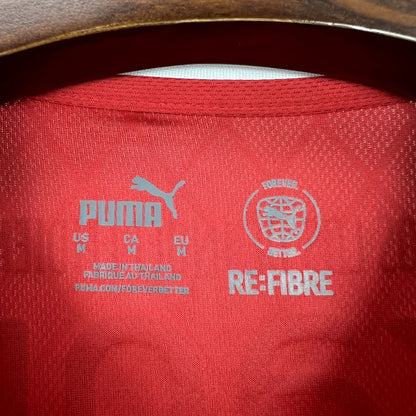 PUMA
US CA EU
M M M
MADE IN THAILAND
FABRIQUÉ AU THAILAND
PUMA.COM/FOREVERBETTER
FOREVER.
BETTER.
RE:FIBRE